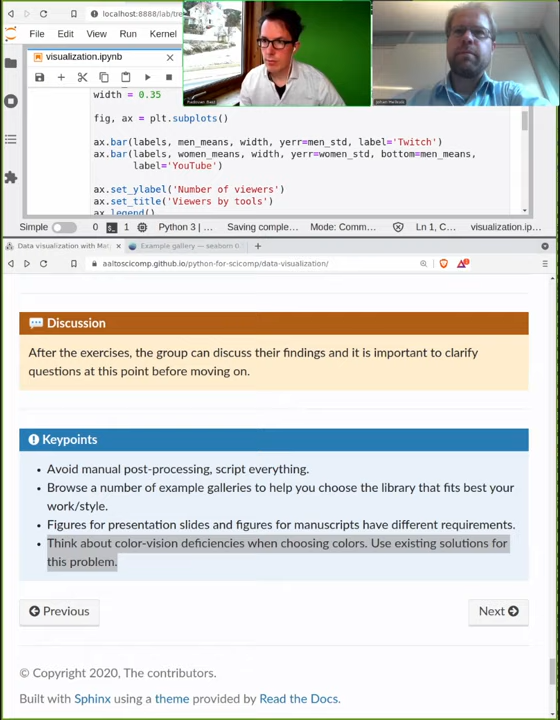 localhost:8888/lab/tre
File Edit View Run Kernel
visualization.ipynb
width = 0.35
fig, ax = plt.subplots()
ax.bar(labels, men_means, width, yerr=men_std, label='Twitch')
ax.bar(labels, women_means, width, yerr=women_std, bottom=men_means,
label='YouTube')
ax.set_ylabel('Number of viewers')
ax.set_title('Viewers by tools')
ax.legend()
Simple 0 1 Python 3 |... Saving comple... Mode: Comm... Ln 1, C... visualization.ip...
Data visualization with Mat Example gallery — seaborn 0.
aaltoscicomp.github.io/python-for-scicomp/data-visualization/
Discussion
After the exercises, the group can discuss their findings and it is important to clarify
questions at this point before moving on.
Keypoints
Avoid manual post-processing, script everything.
Browse a number of example galleries to help you choose the library that fits best your
work/style.
Figures for presentation slides and figures for manuscripts have different requirements.
Think about color-vision deficiencies when choosing colors. Use existing solutions for
this problem.
Previous Next
© Copyright 2020, The contributors.
Built with Sphinx using a theme provided by Read the Docs.